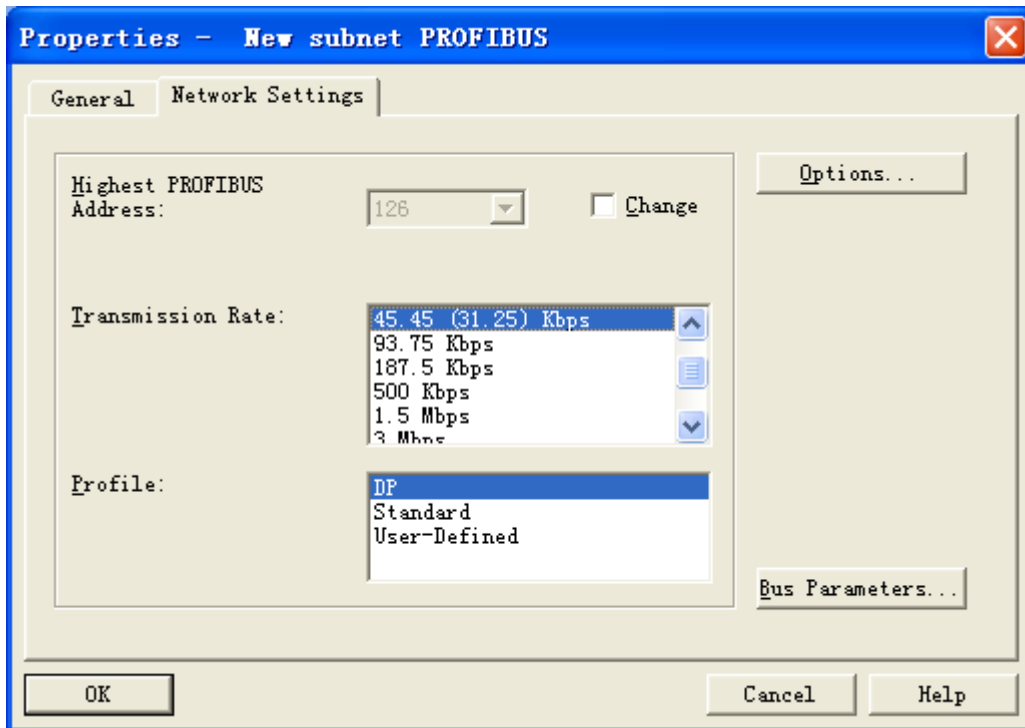 Properties -  New subnet PROFIBUS
General
Network Settings
Highest PROFIBUS
Address:
126
Change
Options...
Transmission Rate:
45.45 (31.25) Kbps
93.75 Kbps
187.5 Kbps
500 Kbps
1.5 Mbps
3 Mbps
Profile:
DP
Standard
User-Defined
Bus Parameters...
OK
Cancel
Help